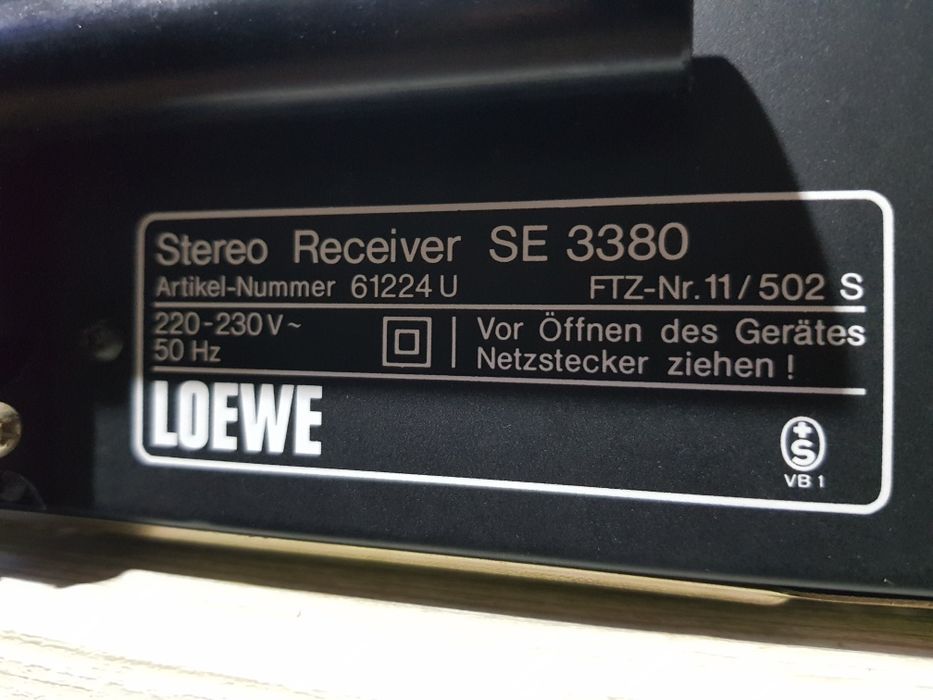 Stereo Receiver SE 3380
Artikel-Nummer 61224 U FTZ-Nr. 11/502 S
220-230 V ~
50 Hz
Vor Öffnen des Gerätes
Netzstecker ziehen !
LOEWE
+S
VB 1